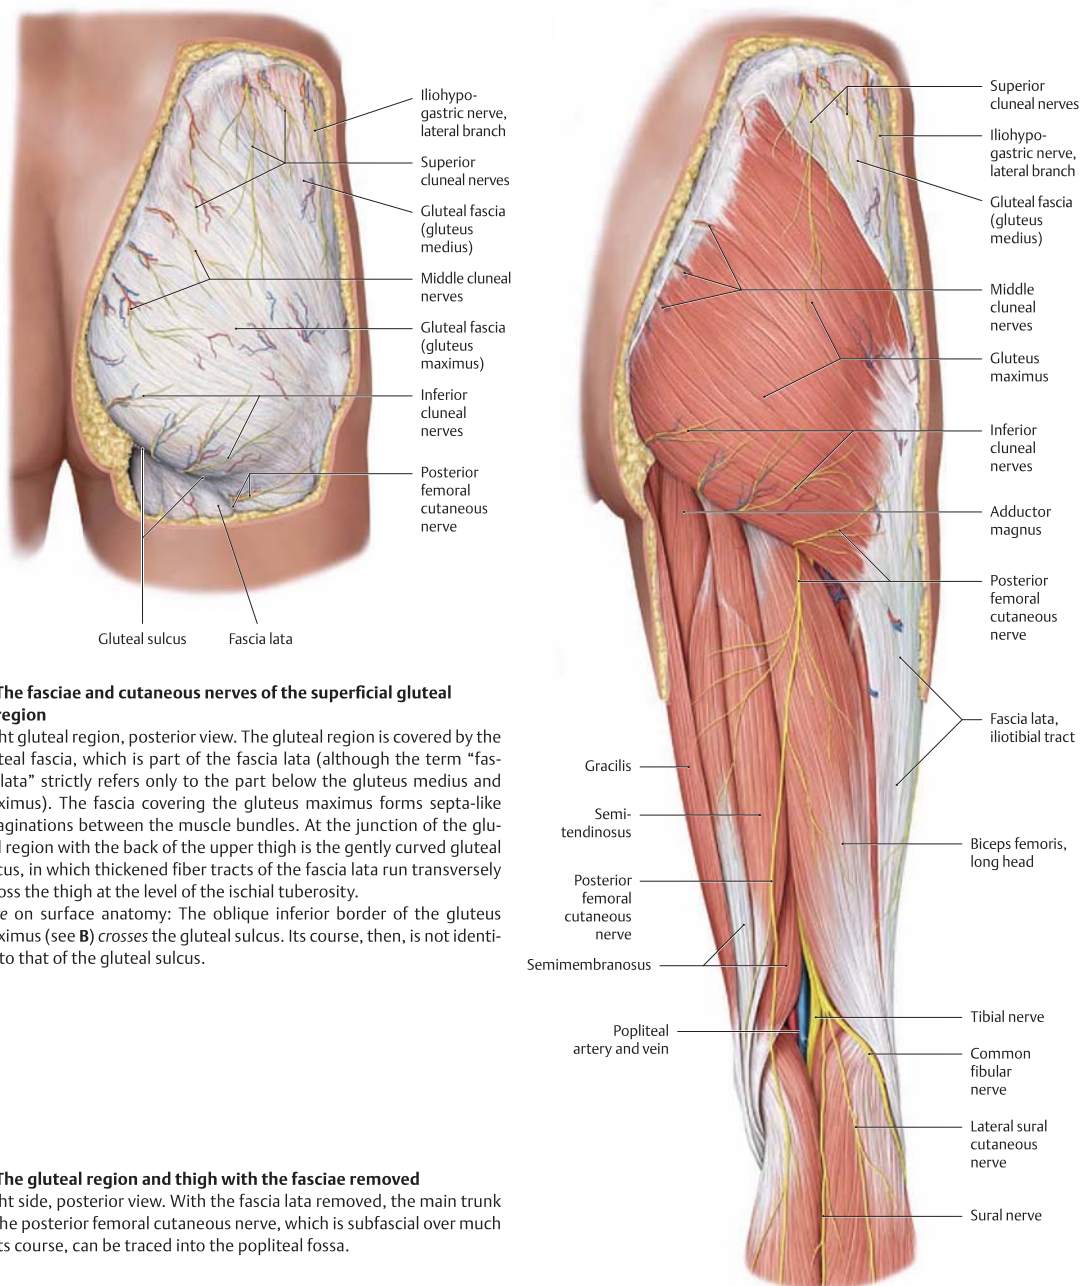 Iliohypo-
gastric nerve,
lateral branch
Superior
cluneal nerves
Gluteal fascia
(gluteus
medius)
Middle cluneal
nerves
Gluteal fascia
(gluteus
maximus)
Inferior
cluneal
nerves
Posterior
femoral
cutaneous
nerve
Gluteal sulcus
Fascia lata
The fasciae and cutaneous nerves of the superficial gluteal
region
ht gluteal region, posterior view. The gluteal region is covered by the
teal fascia, which is part of the fascia lata (although the term “fas-
lata” strictly refers only to the part below the gluteus medius and
ximus). The fascia covering the gluteus maximus forms septa-like
aginations between the muscle bundles. At the junction of the glu-
l region with the back of the upper thigh is the gently curved gluteal
cus, in which thickened fiber tracts of the fascia lata run transversely
oss the thigh at the level of the ischial tuberosity.
e on surface anatomy: The oblique inferior border of the gluteus
ximus (see B) crosses the gluteal sulcus. Its course, then, is not identi-
to that of the gluteal sulcus.
The gluteal region and thigh with the fasciae removed
ht side, posterior view. With the fascia lata removed, the main trunk
he posterior femoral cutaneous nerve, which is subfascial over much
ts course, can be traced into the popliteal fossa.
Superior
cluneal nerves
Iliohypo-
gastric nerve,
lateral branch
Gluteal fascia
(gluteus
medius)
Middle
cluneal
nerves
Gluteus
maximus
Inferior
cluneal
nerves
Adductor
magnus
Posterior
femoral
cutaneous
nerve
Fascia lata,
iliotibial tract
Gracilis
Semi-
tendinosus
Biceps femoris,
long head
Posterior
femoral
cutaneous
nerve
Semimembranosus
Tibial nerve
Popliteal
artery and vein
Common
fibular
nerve
Lateral sural
cutaneous
nerve
Sural nerve